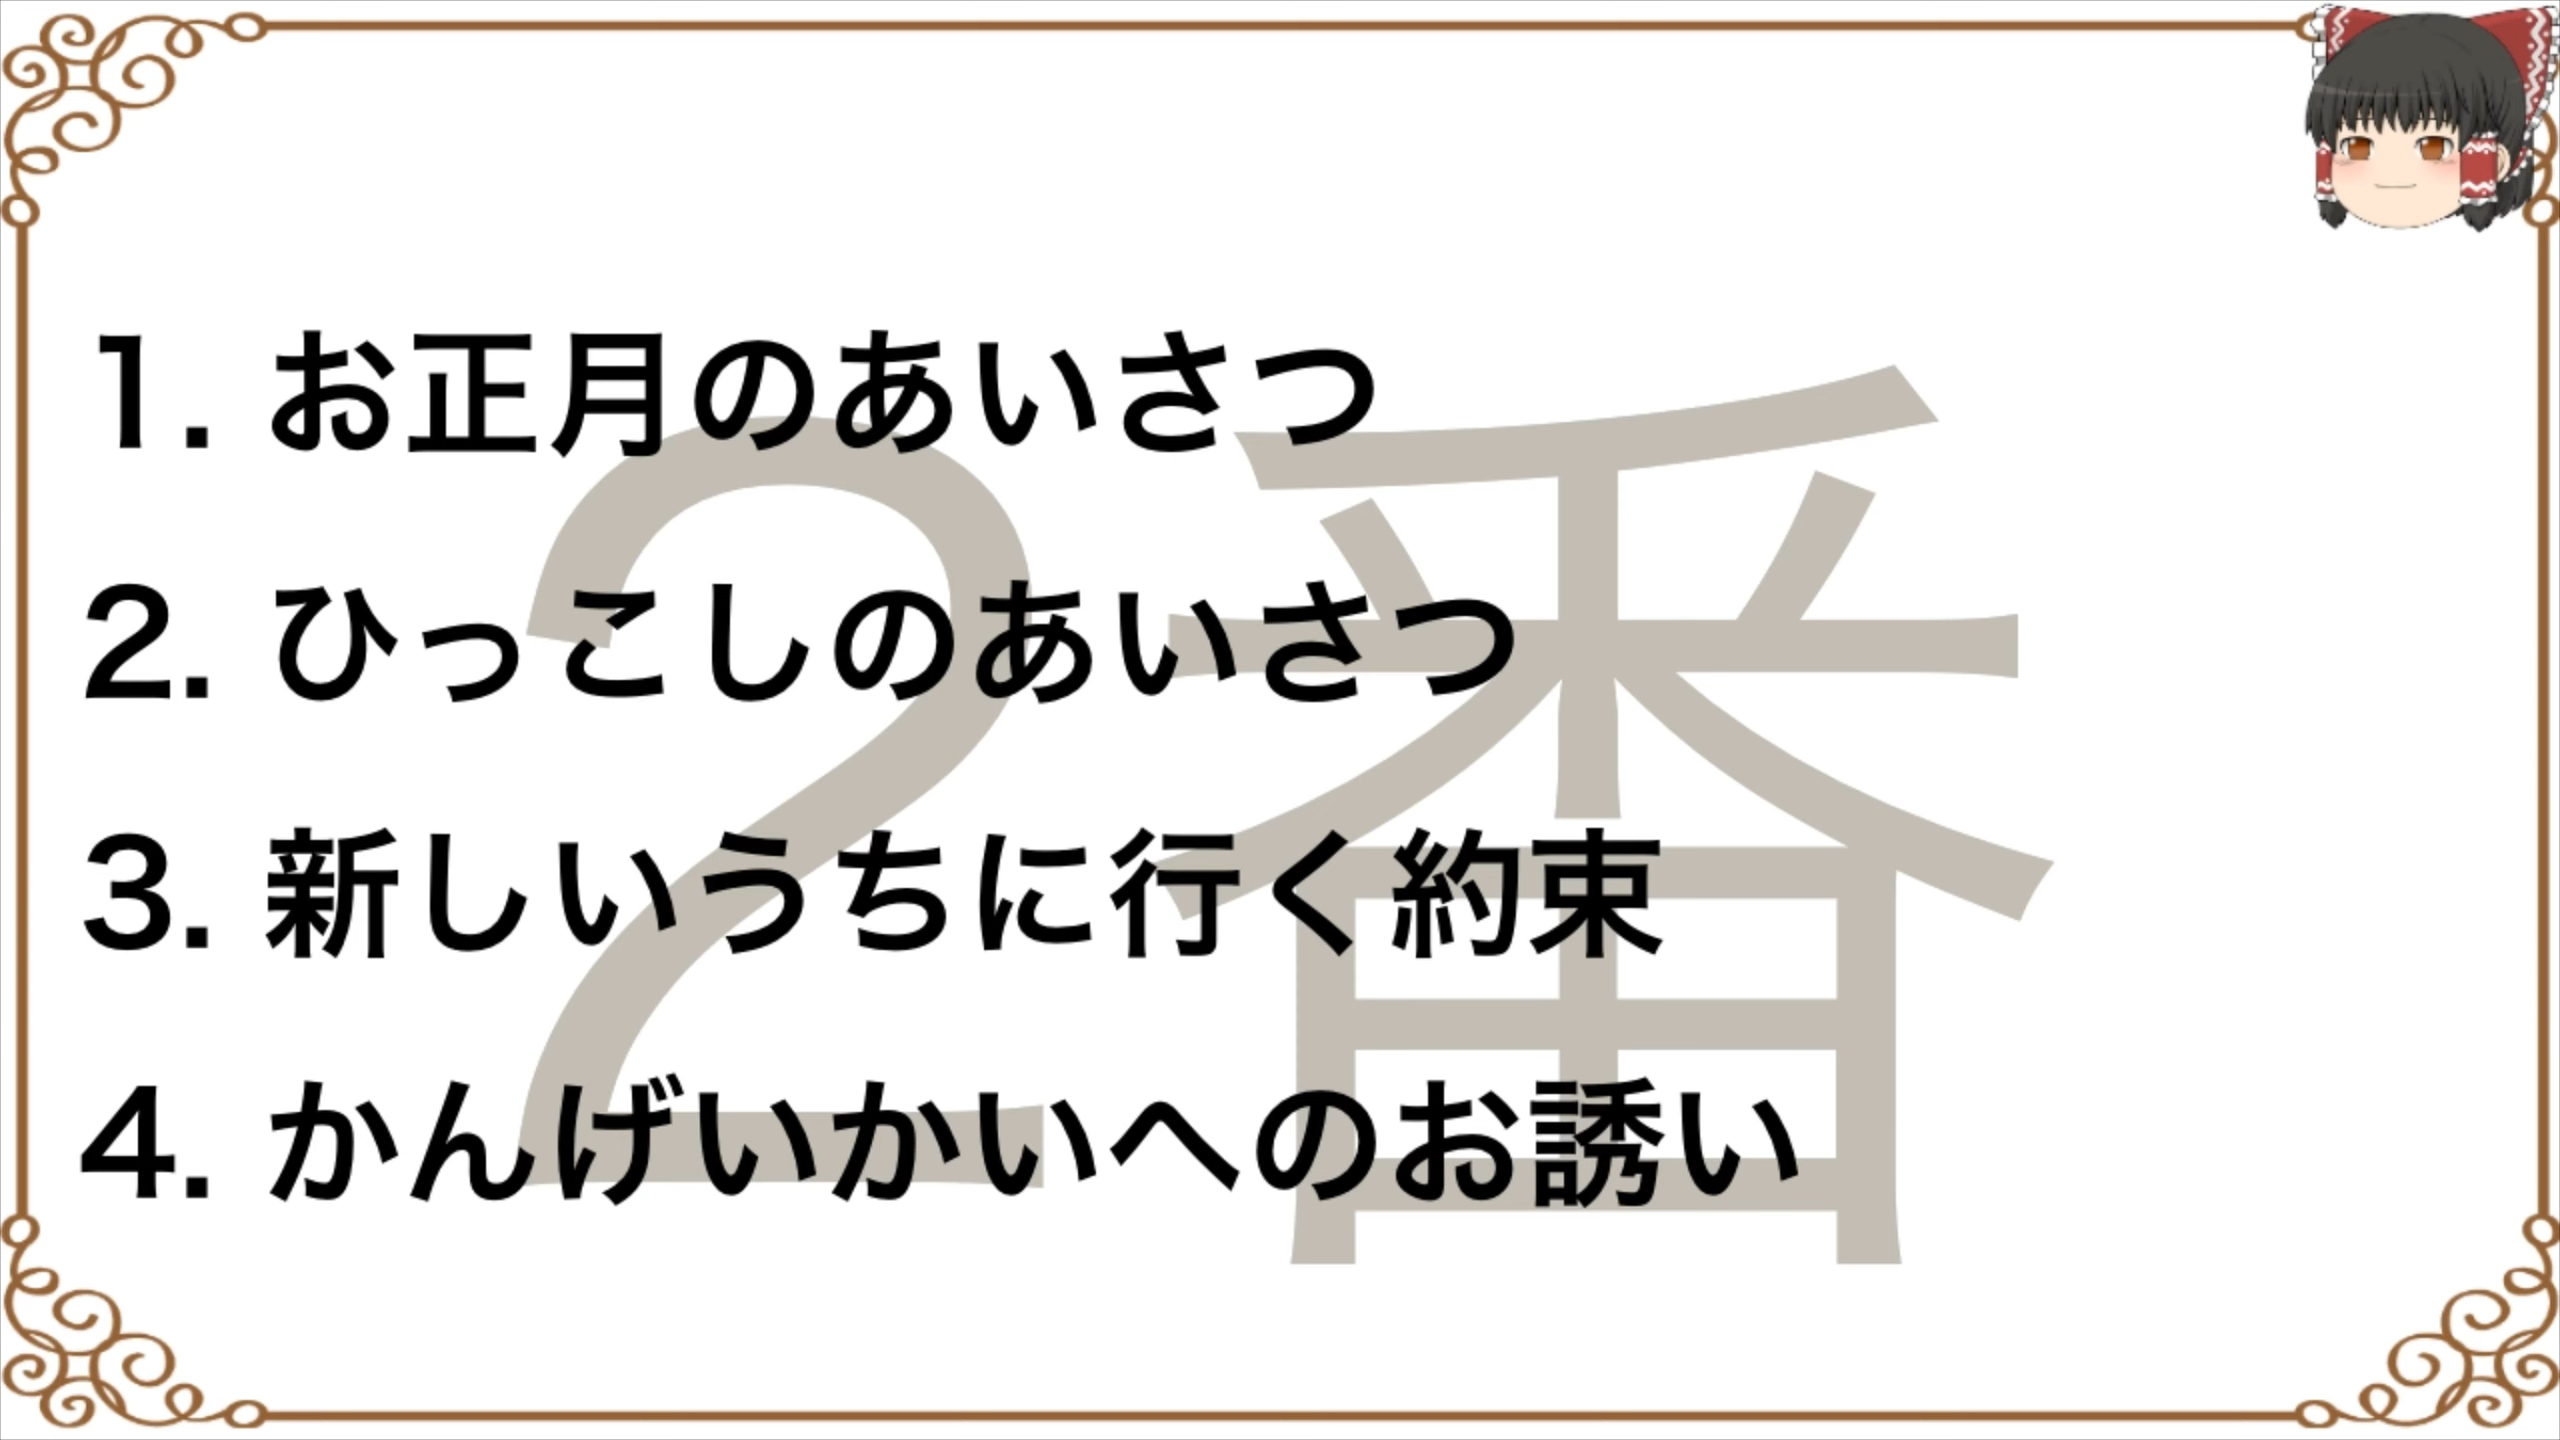 2番
1. お正月のあいさつ
2. ひっこしのあいさつ
3. 新しいうちに行く約束
4. かんげいかいへのお誘い